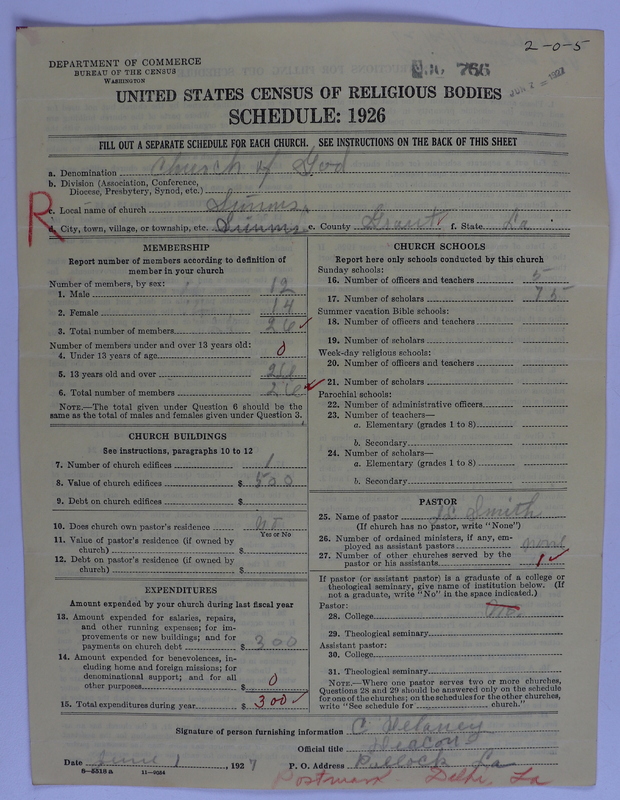 2-0-5
DEPARTMENT OF COMMERCE
BUREAU OF THE CENSUS
WASHINGTON
766
UNITED STATES CENSUS OF RELIGIOUS BODIES
SCHEDULE: 1926
FILL OUT A SEPARATE SCHEDULE FOR EACH CHURCH. SEE INSTRUCTIONS ON THE BACK OF THIS SHEET
a. Denomination Church of God
b. Division (Association, Conference, Diocese, Presbytery, Synod, etc.)
R
c. Local name of church Simms
d. City, town, village, or township, etc. Simms e. County Grant f. State La
MEMBERSHIP
Report number of members according to definition of member in your church
Number of members, by sex:
1. Male 12
2. Female 14
3. Total number of members 26
Number of members under and over 13 years old:
4. Under 13 years of age 0
5. 13 years old and over 26
6. Total number of members 26
NOTE.—The total given under Question 6 should be the same as the total of males and females given under Question 3.
CHURCH BUILDINGS
See instructions, paragraphs 10 to 12
7. Number of church edifices 1
8. Value of church edifices $ 500
9. Debt on church edifices $
10. Does church own pastor's residence no
Yes or No
11. Value of pastor's residence (if owned by church) $
12. Debt on pastor's residence (if owned by church) $
EXPENDITURES
Amount expended by your church during last fiscal year
13. Amount expended for salaries, repairs, and other running expenses; for improvements or new buildings; and for payments on church debt $ 300
14. Amount expended for benevolences, including home and foreign missions; for denominational support; and for all other purposes $ 0
15. Total expenditures during year $ 300
CHURCH SCHOOLS
Report here only schools conducted by this church
Sunday schools:
16. Number of officers and teachers 5
17. Number of scholars 75
Summer vacation Bible schools:
18. Number of officers and teachers
19. Number of scholars
Week-day religious schools:
20. Number of officers and teachers
21. Number of scholars
Parochial schools:
22. Number of administrative officers
23. Number of teachers—
a. Elementary (grades 1 to 8)
b. Secondary
24. Number of scholars—
a. Elementary (grades 1 to 8)
b. Secondary
PASTOR
25. Name of pastor Smith
(If church has no pastor, write "None")
26. Number of ordained ministers, if any, employed as assistant pastors none
27. Number of other churches served by the pastor or his assistants 1
If pastor (or assistant pastor) is a graduate of a college or theological seminary, give name of institution below. (If not a graduate, write "No" in the space indicated.)
Pastor:
28. College no
29. Theological seminary
Assistant pastor:
30. College
31. Theological seminary
NOTE.—Where one pastor serves two or more churches, Questions 28 and 29 should be answered only on the schedule for one of the churches; on the schedules for the other churches, write "See schedule for church."
Signature of person furnishing information C Delaney
Official title Deacon
Date June 1, 1927 P. O. Address Pollock La
8-5518a 11-9034
Postmark - Delhi, La